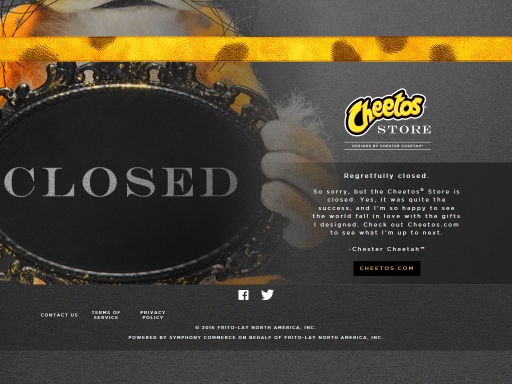 Cheetos
STORE
DESIGNS BY CHESTER CHEETAH™
CLOSED
Regretfully closed.
So sorry, but the Cheetos® Store is
closed. Yes, it was quite the
success, and I'm so happy to see
the world fall in love with the gifts
I designed. Check out Cheetos.com
to see what I'm up to next.
-Chester Cheetah™
CHEETOS.COM
CONTACT US
TERMS OF
SERVICE
PRIVACY
POLICY
© 2016 FRITO-LAY NORTH AMERICA, INC.
POWERED BY SYMPHONY COMMERCE ON BEHALF OF FRITO-LAY NORTH AMERICA, INC.